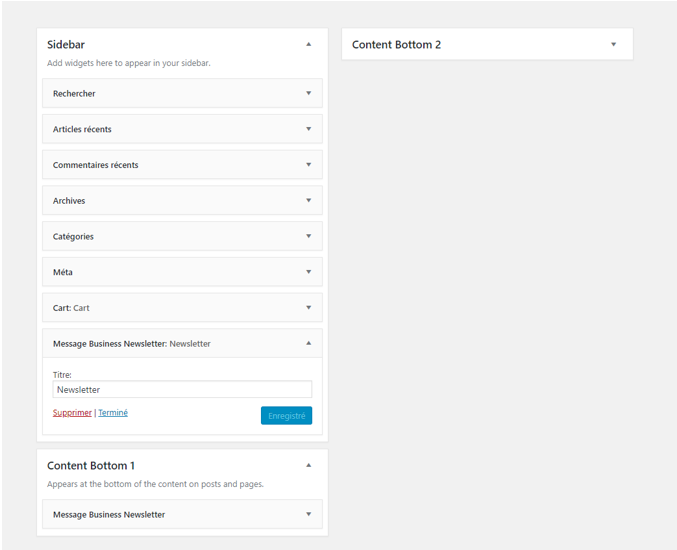 Sidebar
Add widgets here to appear in your sidebar.
Rechercher
Articles récents
Commentaires récents
Archives
Catégories
Méta
Cart: Cart
Message Business Newsletter: Newsletter
Titre:
Newsletter
Supprimer | Terminé
Enregistré
Content Bottom 1
Appears at the bottom of the content on posts and pages.
Message Business Newsletter
Content Bottom 2